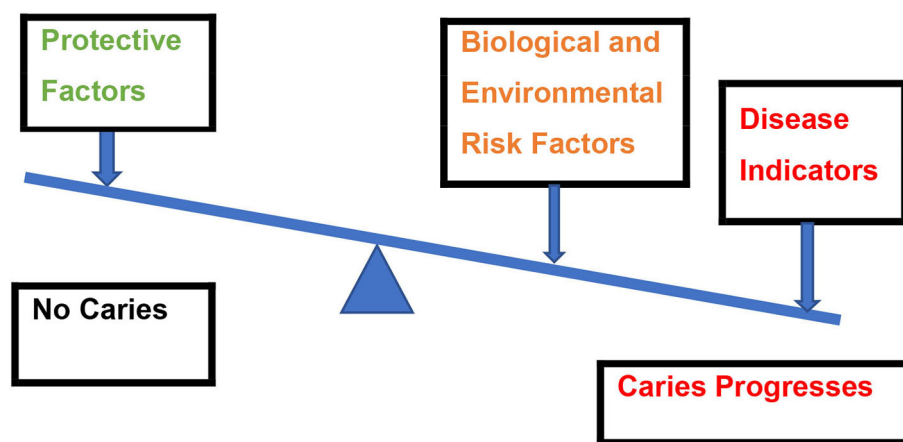 Protective
Factors
Biological and
Environmental
Risk Factors
Disease
Indicators
No Caries
Caries Progresses